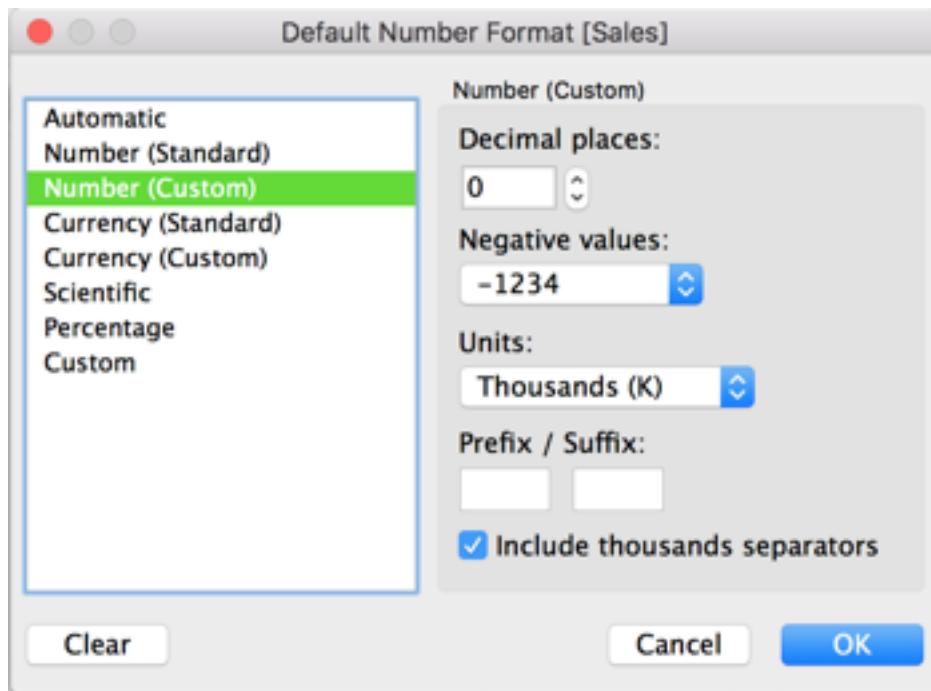 Default Number Format [Sales]
Automatic
Number (Standard)
Number (Custom)
Currency (Standard)
Currency (Custom)
Scientific
Percentage
Custom
Number (Custom)
Decimal places:
0
Negative values:
-1234
Units:
Thousands (K)
Prefix / Suffix:
Include thousands separators
Clear
Cancel
OK